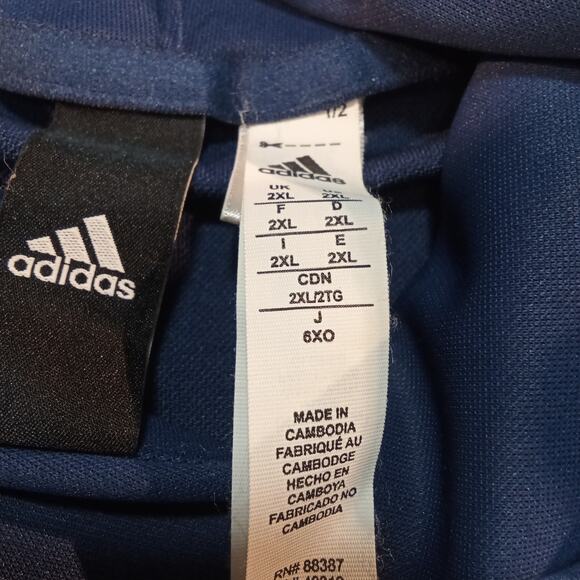 adidas
1/2
adidas
UK
2XL 2XL
F D
2XL 2XL
I E
2XL 2XL
CDN
2XL/2TG
J
6XO
MADE IN
CAMBODIA
FABRIQUÉ AU
CAMBODGE
HECHO EN
CAMBOYA
FABRICADO NO
CAMBODIA
RN# 88387